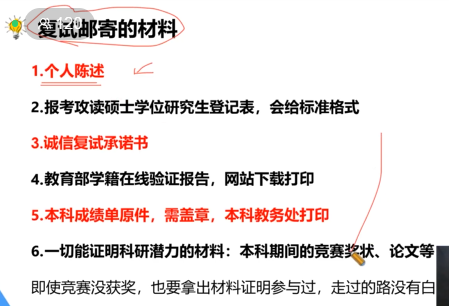 420
复试邮寄的材料
1.个人陈述
2.报考攻读硕士学位研究生登记表，会给标准格式
3.诚信复试承诺书
4.教育部学籍在线验证报告，网站下载打印
5.本科成绩单原件，需盖章，本科教务处打印
6.一切能证明科研潜力的材料：本科期间的竞赛奖状、论文等
即使竞赛没获奖，也要拿出材料证明参与过，走过的路没有白